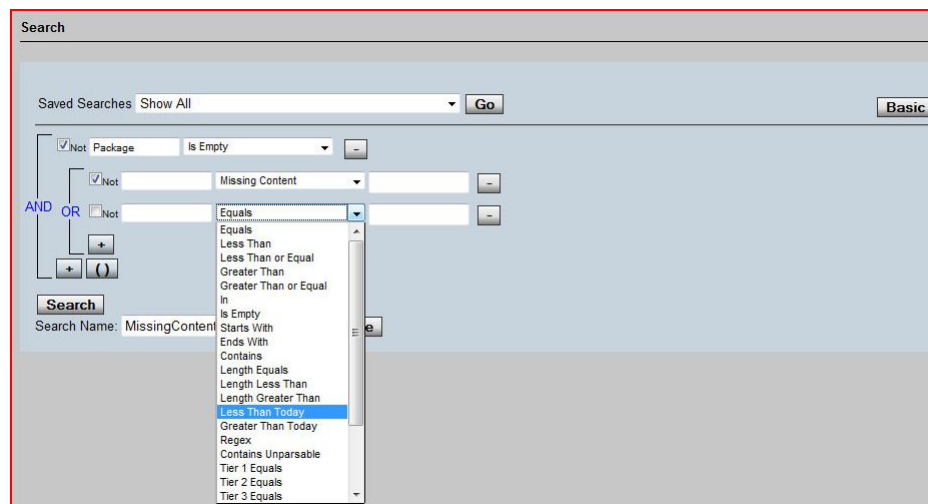 Search
Saved Searches Show All Go
Basic
Not Package Is Empty -
Not Missing Content -
AND OR Not Equals -
Equals
Less Than
Less Than or Equal
+ Greater Than
+ () Greater Than or Equal
In
Search Is Empty
Search Name: MissingContent Starts With e
Ends With
Contains
Length Equals
Length Less Than
Length Greater Than
Less Than Today
Greater Than Today
Regex
Contains Unparsable
Tier 1 Equals
Tier 2 Equals
Tier 3 Equals